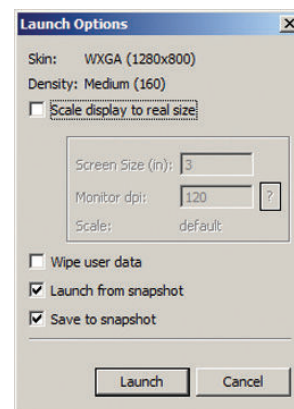 Launch Options
Skin: WXGA (1280x800)
Density: Medium (160)
Scale display to real size
Screen Size (in): 3
Monitor dpi: 120 ?
Scale: default
Wipe user data
Launch from snapshot
Save to snapshot
Launch Cancel